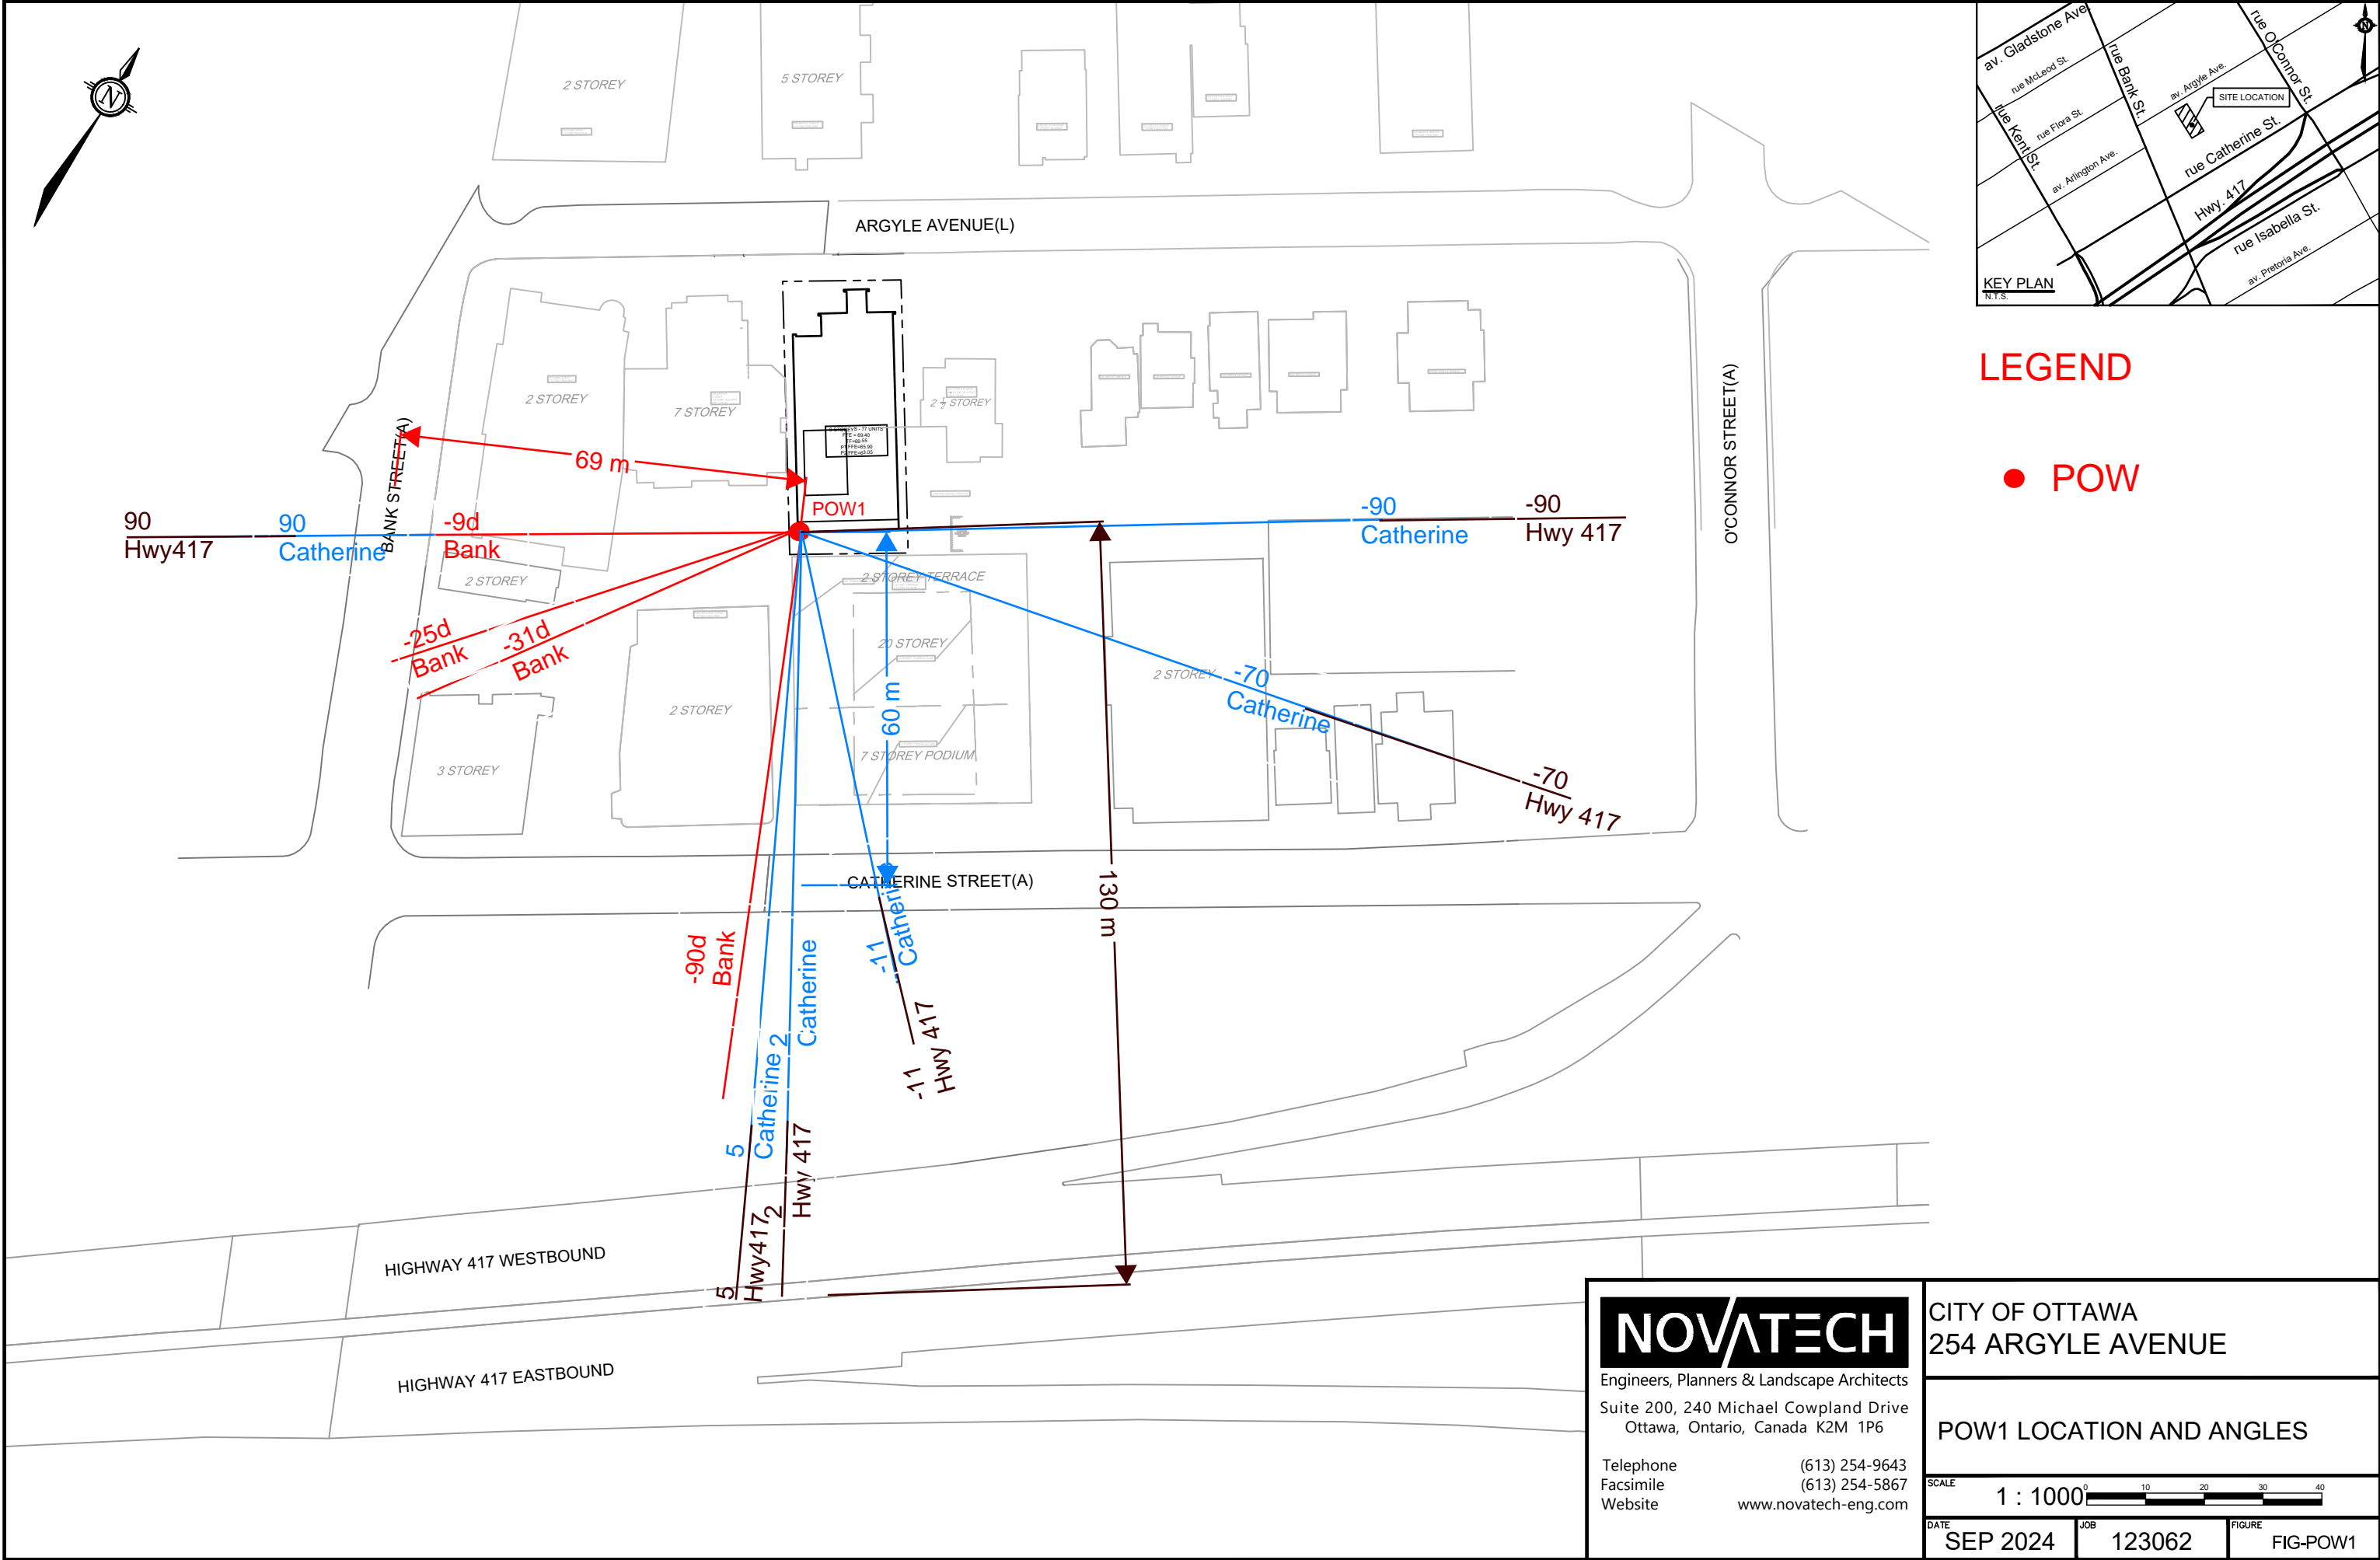 N
2 STOREY
5 STOREY
ARGYLE AVENUE(L)
2 STOREY
7 STOREY
2 ½ STOREY
FFE = 69.40
BANK STREET(A)
O'CONNOR STREET(A)
69 m
POW1
90
Hwy417
90
Catherine
-9d
Bank
-90
Catherine
-90
Hwy 417
2 STOREY
2 STOREY TERRACE
-25d
Bank
-31d
Bank
20 STOREY
60 m
2 STOREY
-70
Catherine
2 STOREY
7 STOREY PODIUM
3 STOREY
-70
Hwy 417
CATHERINE STREET(A)
130 m
-90d
Bank
-11
Catherine
2
Catherine
-11
Hwy 417
5
Catherine
2
Hwy 417
5
Hwy417
HIGHWAY 417 WESTBOUND
HIGHWAY 417 EASTBOUND
av. Gladstone Ave.
rue McLeod St.
rue Flora St.
rue Kent St.
rue Bank St.
av. Argyle Ave.
rue O'Connor St.
N
SITE LOCATION
av. Arlington Ave.
rue Catherine St.
Hwy. 417
rue Isabella St.
av. Pretoria Ave.
KEY PLAN
N.T.S.
LEGEND
POW
NOVATECH
Engineers, Planners & Landscape Architects
Suite 200, 240 Michael Cowpland Drive
Ottawa, Ontario, Canada K2M 1P6
Telephone (613) 254-9643
Facsimile (613) 254-5867
Website www.novatech-eng.com
CITY OF OTTAWA
254 ARGYLE AVENUE
POW1 LOCATION AND ANGLES
SCALE
1 : 1000
0 10 20 30 40
DATE
SEP 2024
JOB
123062
FIGURE
FIG-POW1